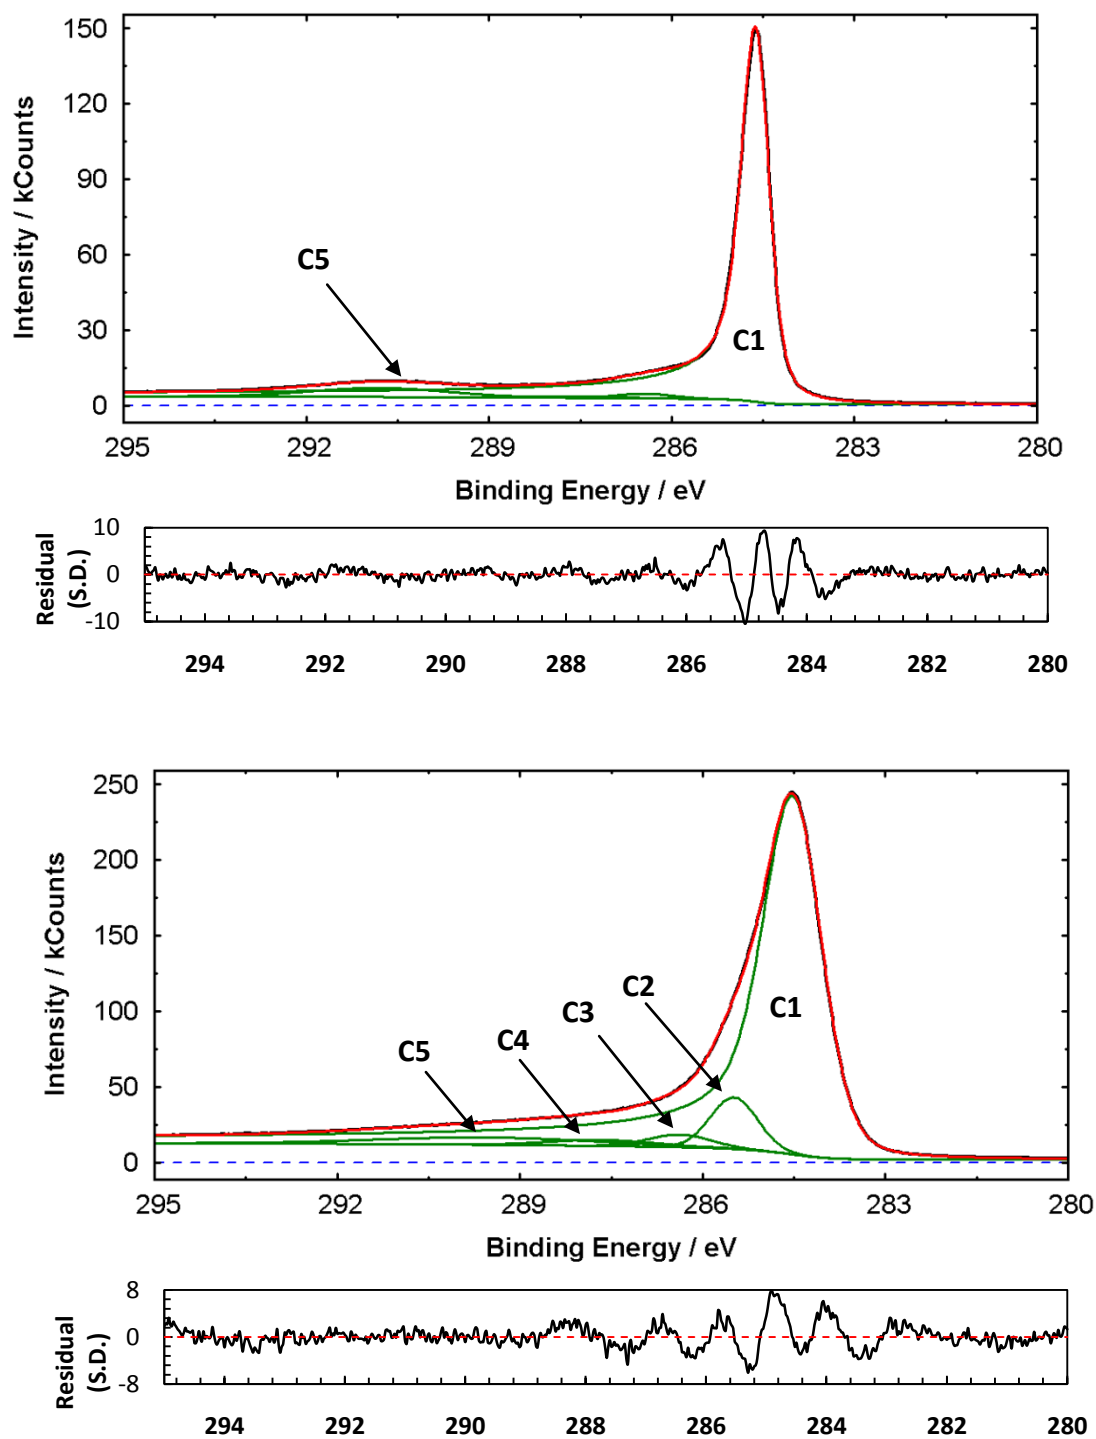 150
120
90
60
30
0
Intensity / kCounts
C5
C1
295 292 289 286 283 280
Binding Energy / eV
10
0
-10
Residual
(S.D.)
294 292 290 288 286 284 282 280
250
200
150
100
50
0
Intensity / kCounts
C5
C4
C3
C2
C1
295 292 289 286 283 280
Binding Energy / eV
8
0
-8
Residual
(S.D.)
294 292 290 288 286 284 282 280